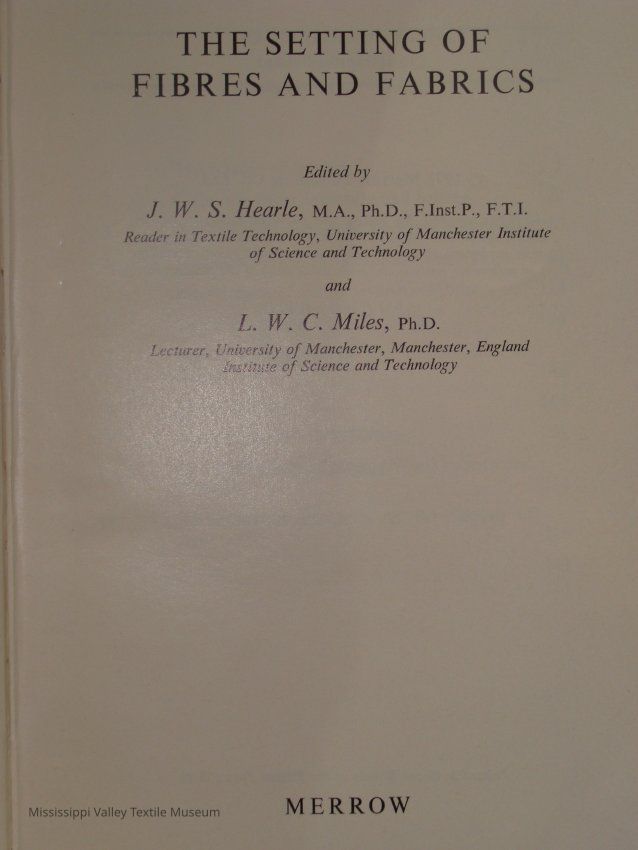 THE SETTING OF
FIBRES AND FABRICS
Edited by
J. W. S. Hearle, M.A., Ph.D., F.Inst.P., F.T.I.
Reader in Textile Technology, University of Manchester Institute
of Science and Technology
and
L. W. C. Miles, Ph.D.
Lecturer, University of Manchester, Manchester, England
Institute of Science and Technology
MERROW
Mississippi Valley Textile Museum